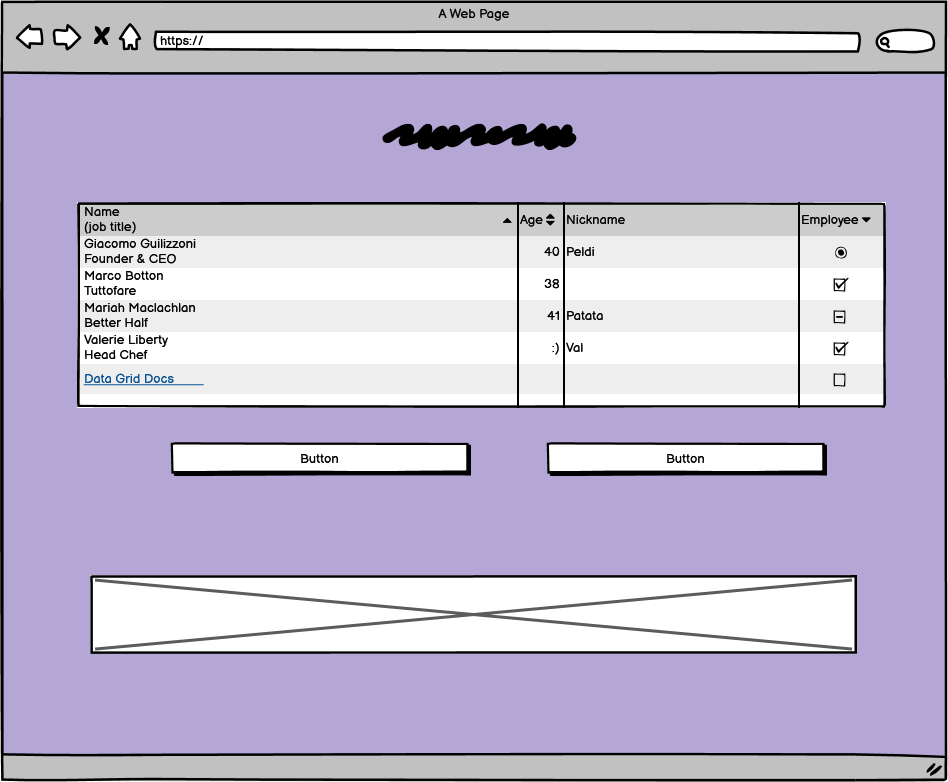 A Web Page
https://
Name
(job title)
Age
Nickname
Employee
Giacomo Guilizzoni
Founder & CEO
40
Peldi
Marco Botton
Tuttofare
38
Mariah Maclachlan
Better Half
41
Patata
Valerie Liberty
Head Chef
:)
Val
Data Grid Docs
Button
Button